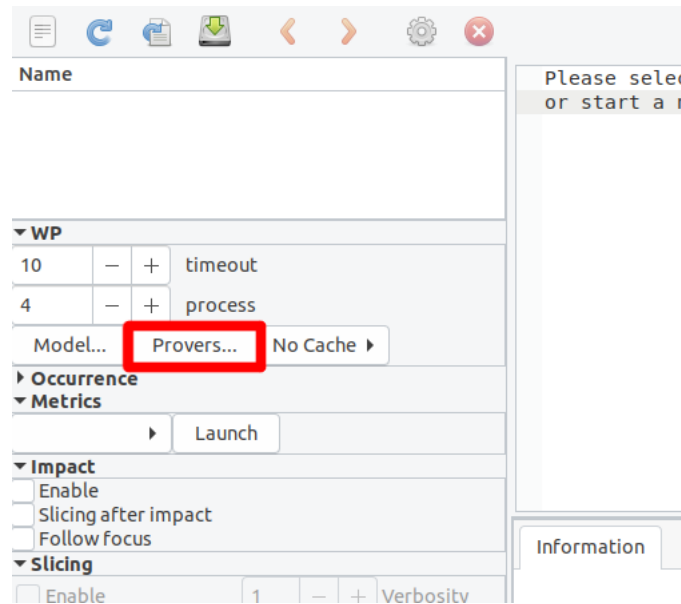 Name
Please selec
or start a
WP
10 timeout
4 process
Model... Provers... No Cache
Occurrence
Metrics
Launch
Impact
Enable
Slicing after impact
Follow focus
Information
Slicing
Enable 1 Verbosity